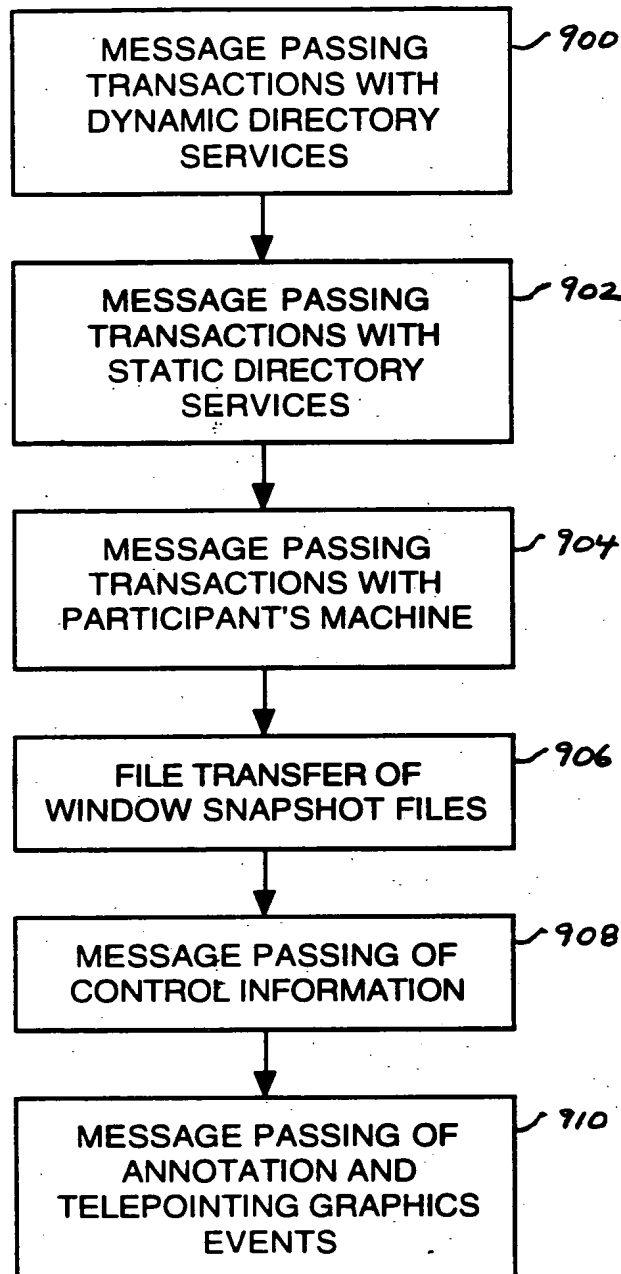 MESSAGE PASSING
TRANSACTIONS WITH
DYNAMIC DIRECTORY
SERVICES
900
MESSAGE PASSING
TRANSACTIONS WITH
STATIC DIRECTORY
SERVICES
902
MESSAGE PASSING
TRANSACTIONS WITH
PARTICIPANT'S MACHINE
904
FILE TRANSFER OF
WINDOW SNAPSHOT FILES
906
MESSAGE PASSING OF
CONTROL INFORMATION
908
MESSAGE PASSING OF
ANNOTATION AND
TELEPOINTING GRAPHICS
EVENTS
910